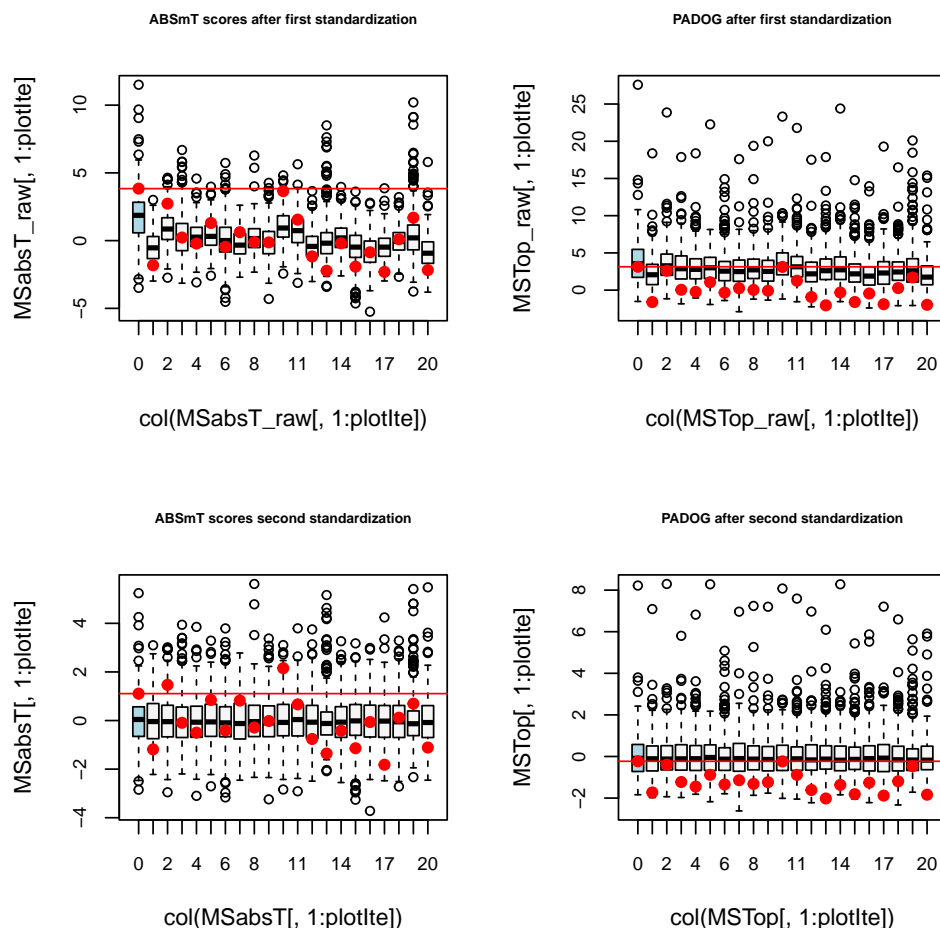 ABSmT scores after first standardization
MSabsT_raw[, 1:plotIte]
10
5
0
−5
0 2 4 6 8 11 14 17 20
col(MSabsT_raw[, 1:plotIte])
PADOG after first standardization
MSTop_raw[, 1:plotIte]
25
20
15
10
5
0
0 2 4 6 8 11 14 17 20
col(MSTop_raw[, 1:plotIte])
ABSmT scores second standardization
MSabsT[, 1:plotIte]
4
2
0
−2
−4
0 2 4 6 8 11 14 17 20
col(MSabsT[, 1:plotIte])
PADOG after second standardization
MSTop[, 1:plotIte]
8
6
4
2
0
−2
0 2 4 6 8 11 14 17 20
col(MSTop[, 1:plotIte])